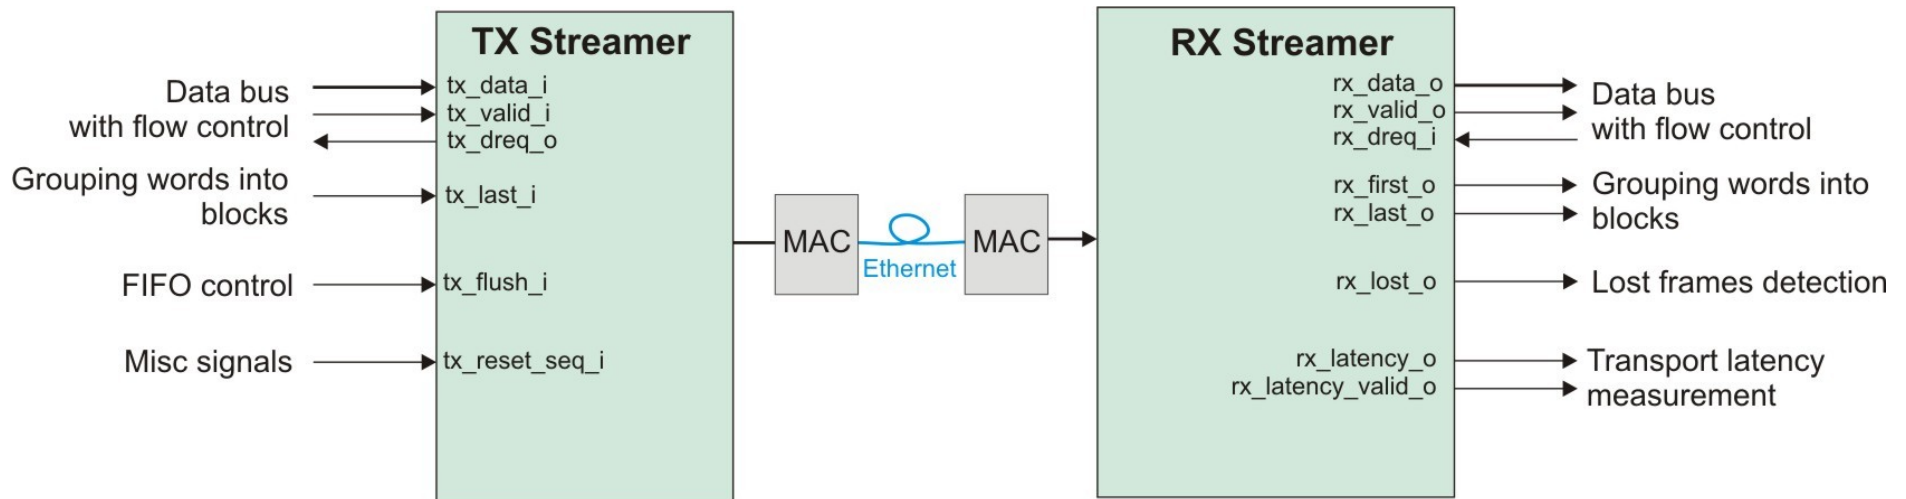 TX Streamer
Data bus
with flow control
tx_data_i
tx_valid_i
tx_dreq_o
Grouping words into
blocks
tx_last_i
FIFO control
tx_flush_i
Misc signals
tx_reset_seq_i
MAC
Ethernet
MAC
RX Streamer
rx_data_o
rx_valid_o
rx_dreq_i
Data bus
with flow control
rx_first_o
rx_last_o
Grouping words into
blocks
rx_lost_o
Lost frames detection
rx_latency_o
rx_latency_valid_o
Transport latency
measurement